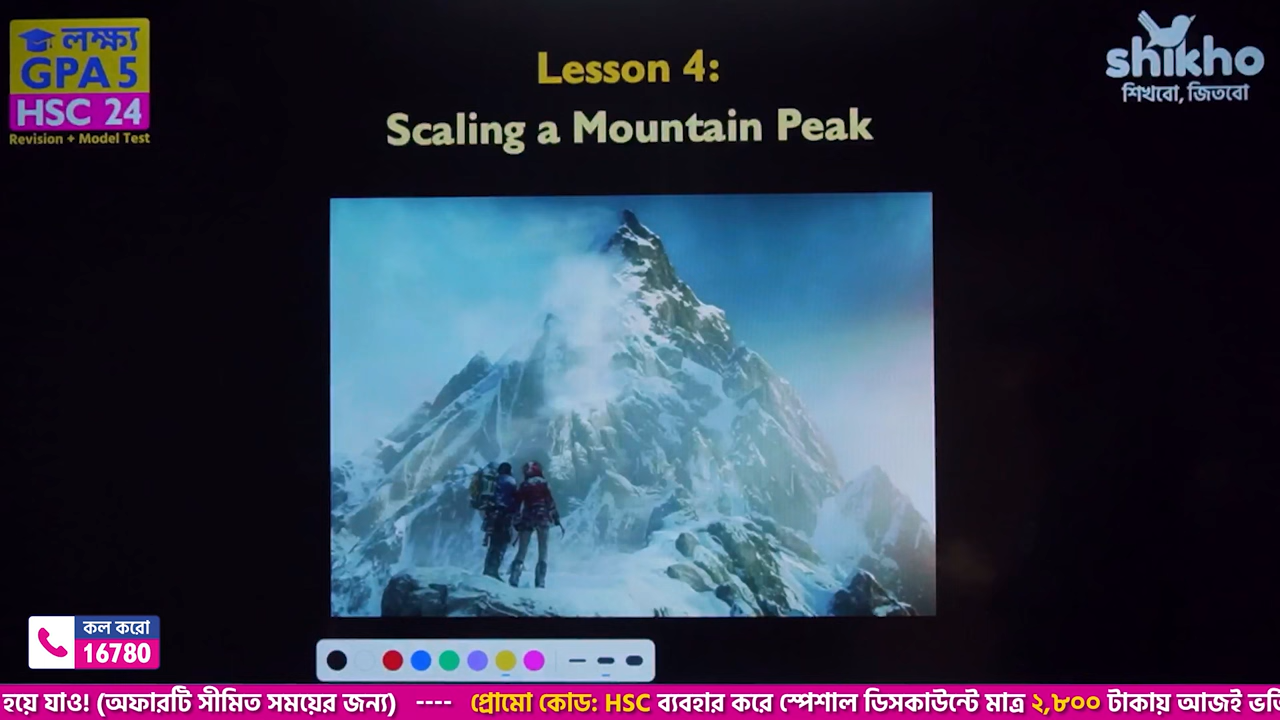 লক্ষ্য
GPA 5
HSC 24
Revision + Model Test
Lesson 4:
Scaling a Mountain Peak
shikho
শিখবো, জিতবো
কল করো
16780
হয়ে যাও! (অফারটি সীমিত সময়ের জন্য) ---- প্রোমো কোড: HSC ব্যবহার করে স্পেশাল ডিসকাউন্টে মাত্র ২,৮০০ টাকায় আজই